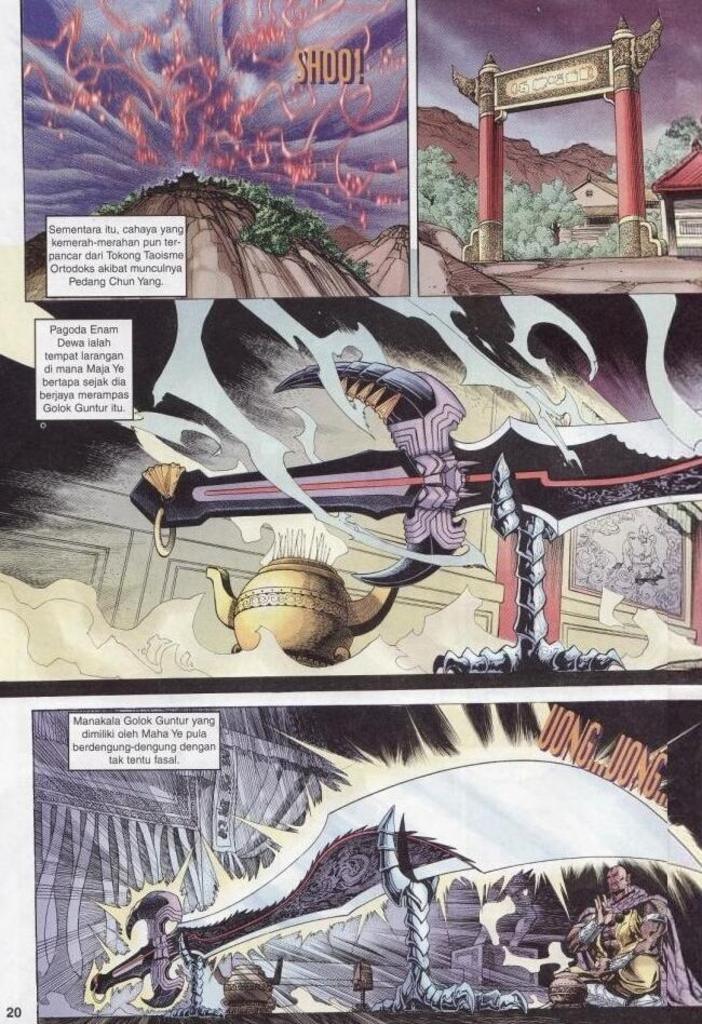 SHOO!
Sementara itu, cahaya yang
kemerah-merahan pun ter-
pancar dari Tokong Taoisme
Ortodoks akibat munculnya
Pedang Chun Yang.
Pagoda Enam
Dewa ialah
tempat larangan
di mana Maja Ye
bertapa sejak dia
berjaya merampas
Golok Guntur itu.
Manakala Golok Guntur yang
dimiliki oleh Maha Ye pula
berdengung-dengung dengan
tak tentu fasal.
UONG...UONG..
20